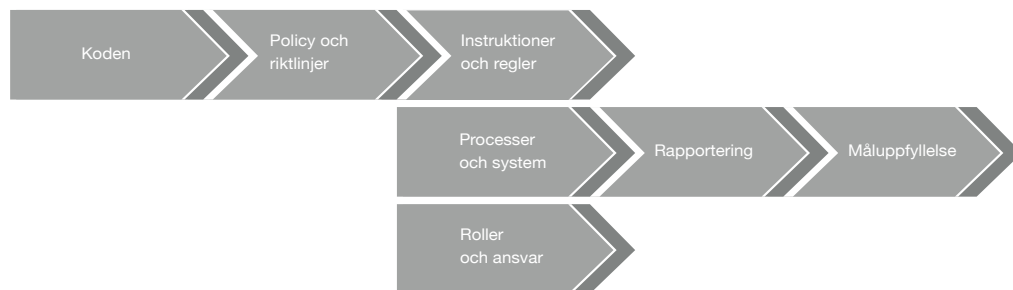 Koden
Policy och
riktlinjer
Instruktioner
och regler
Processer
och system
Rapportering
Måluppfyllelse
Roller
och ansvar